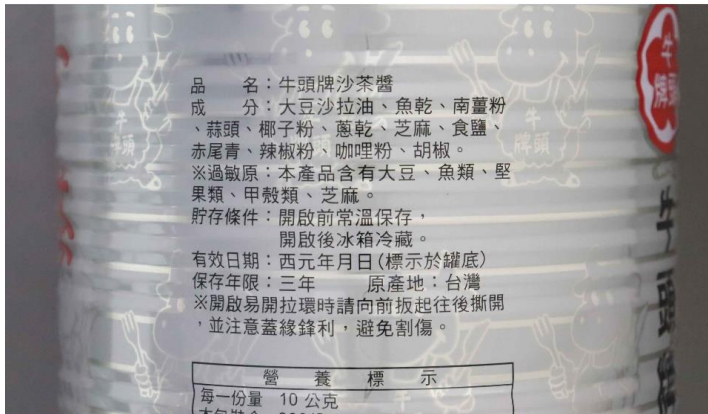 品　　名：牛頭牌沙茶醬
成　　分：大豆沙拉油、魚乾、南薑粉
、蒜頭、椰子粉、蔥乾、芝麻、食鹽、
赤尾青、辣椒粉、咖哩粉、胡椒。
※過敏原：本產品含有大豆、魚類、堅
果類、甲殼類、芝麻。
貯存條件：開啟前常溫保存，
開啟後冰箱冷藏。
有效日期：西元年月日(標示於罐底)
保存年限：三年　　原產地：台灣
※開啟易開拉環時請向前扳起往後撕開
，並注意蓋緣鋒利，避免割傷。
營養標示
每一份量 10 公克
牛頭
牌